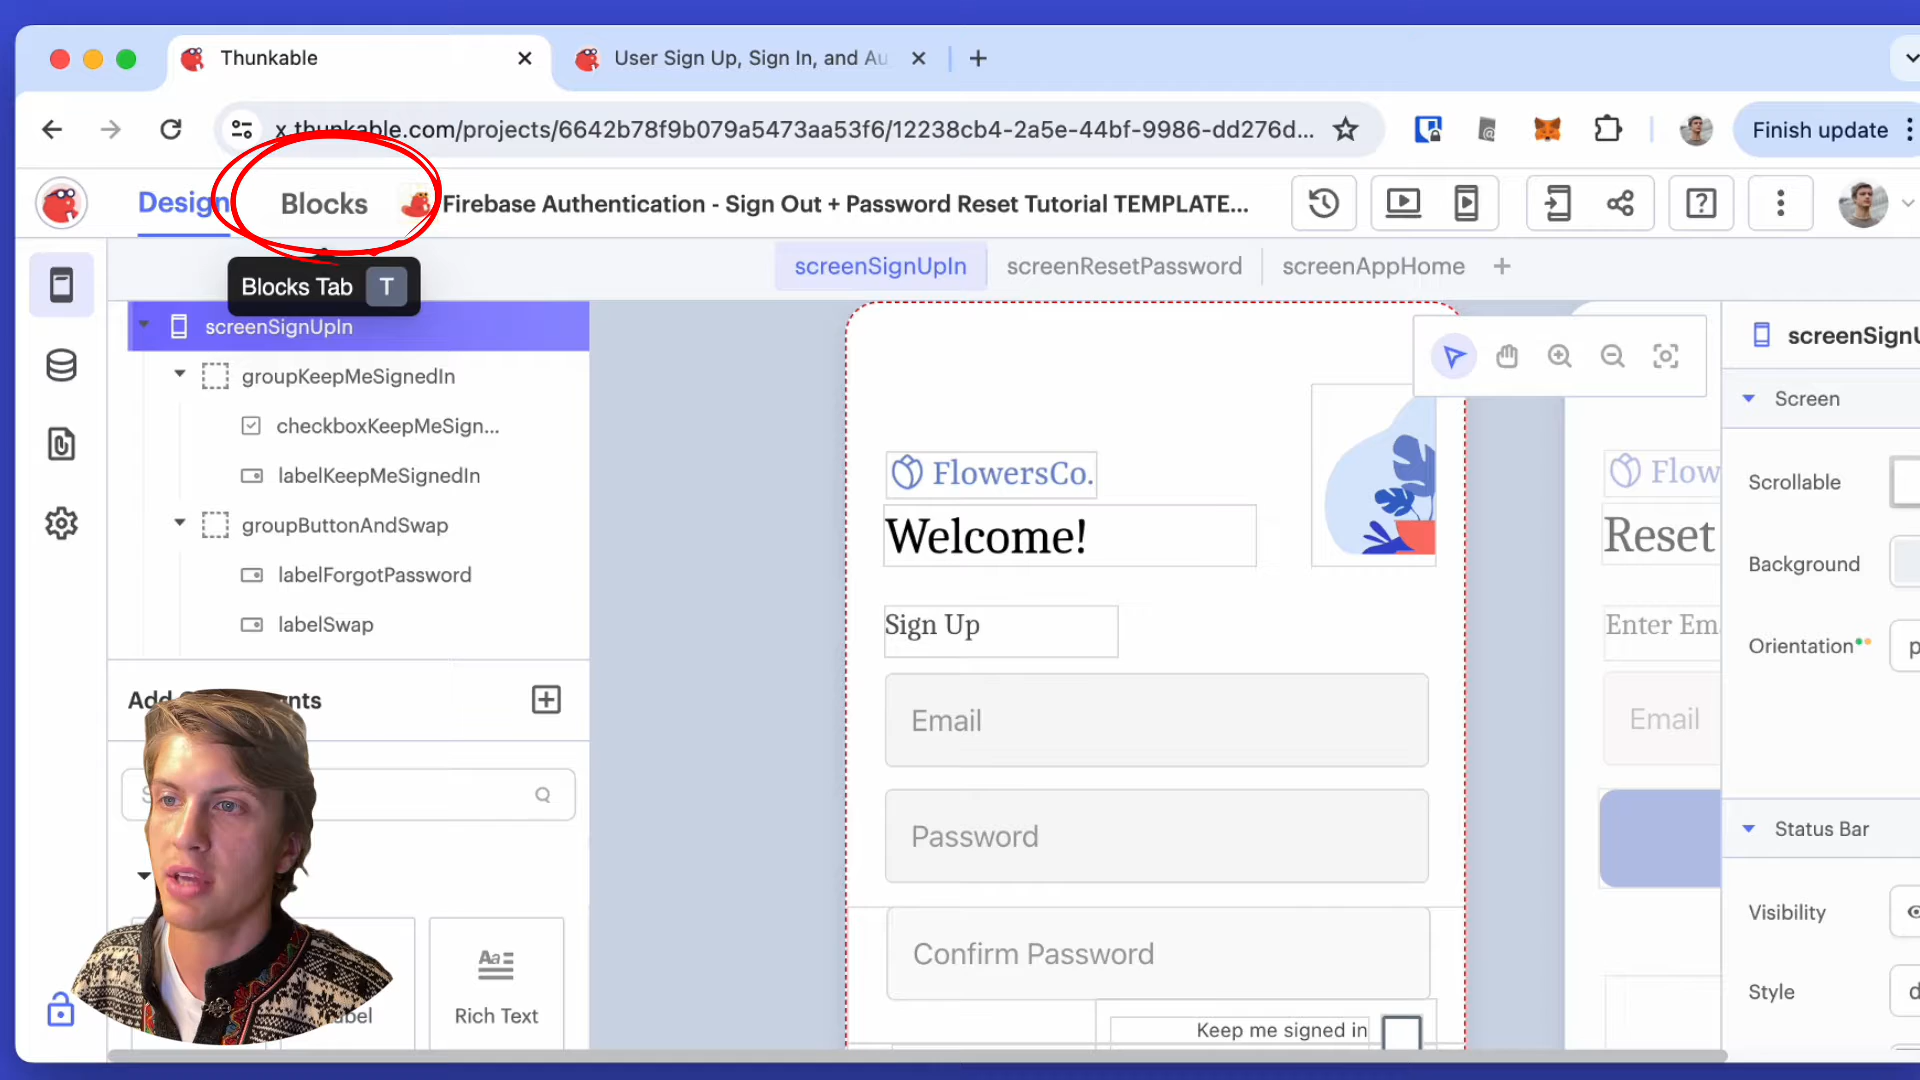 Thunkable
User Sign Up, Sign In, and Au
x.thunkable.com/projects/6642b78f9b079a5473aa53f6/12238cb4-2a5e-44bf-9986-dd276d...
Finish update
Design
Blocks
Firebase Authentication - Sign Out + Password Reset Tutorial TEMPLATE...
Blocks Tab T
screenSignUpIn
screenResetPassword
screenAppHome
screenSignUpIn
groupKeepMeSignedIn
checkboxKeepMeSign...
labelKeepMeSignedIn
groupButtonAndSwap
labelForgotPassword
labelSwap
Rich Text
FlowersCo.
Welcome!
Sign Up
Email
Password
Confirm Password
Keep me signed in
Flow
Reset
Enter Em
Email
screenSignU
Screen
Scrollable
Background
Orientation
p
Status Bar
Visibility
Style
d